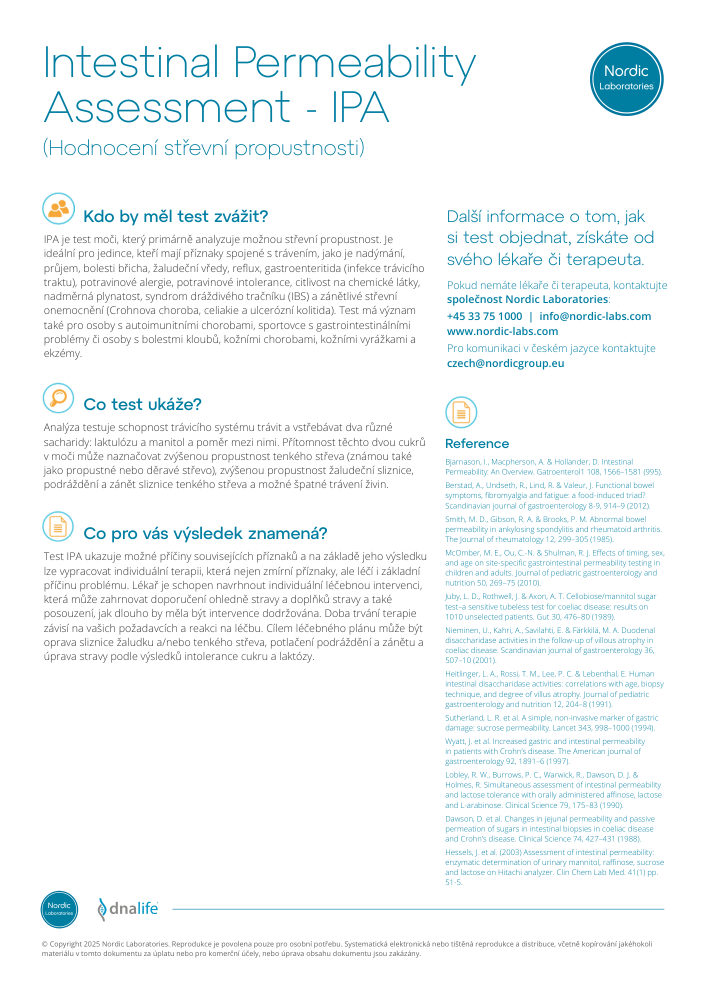 Intestinal Permeability
Assessment - IPA
(Hodnocení střevní propustnosti)
Nordic
Laboratories
Kdo by měl test zvážit?
IPA je test moči, který primárně analyzuje možnou střevní propustnost. Je
ideální pro jedince, kteří mají příznaky spojené s trávením, jako je nadýmání,
průjem, bolesti břicha, žaludeční vředy, reflux, gastroenteritida (infekce trávicího
traktu), potravinové alergie, potravinové intolerance, citlivost na chemické látky,
nadměrná plynatost, syndrom dráždivého tračníku (IBS) a zánětlivé střevní
onemocnění (Crohnova choroba, celiakie a ulcerózní kolitida). Test má význam
také pro osoby s autoimunitními chorobami, sportovce s gastrointestinálními
problémy či osoby s bolestmi kloubů, kožními chorobami, kožními vyrážkami a
ekzémy.
Co test ukáže?
Analýza testuje schopnost trávicího systému trávit a vstřebávat dva různé
sacharidy: laktulózu a manitol a poměr mezi nimi. Přítomnost těchto dvou cukrů
v moči může naznačovat zvýšenou propustnost tenkého střeva (známou také
jako propustné nebo děravé střevo), zvýšenou propustnost žaludeční sliznice,
podráždění a zánět sliznice tenkého střeva a možné špatné trávení živin.
Co pro vás výsledek znamená?
Test IPA ukazuje možné příčiny souvisejících příznaků a na základě jeho výsledku
lze vypracovat individuální terapii, která nejen zmírní příznaky, ale léčí i základní
příčinu problému. Lékař je schopen navrhnout individuální léčebnou intervenci,
která může zahrnovat doporučení ohledně stravy a doplňků stravy a také
posouzení, jak dlouho by měla být intervence dodržována. Doba trvání terapie
závisí na vašich požadavcích a reakci na léčbu. Cílem léčebného plánu může být
oprava sliznice žaludku a/nebo tenkého střeva, potlačení podráždění a zánětu a
úprava stravy podle výsledků intolerance cukru a laktózy.
Další informace o tom, jak
si test objednat, získáte od
svého lékaře či terapeuta.
Pokud nemáte lékaře či terapeuta, kontaktujte
společnost Nordic Laboratories:
+45 33 75 1000 | info@nordic-labs.com
www.nordic-labs.com
Pro komunikaci v českém jazyce kontaktujte
czech@nordicgroup.eu
Reference
Bjarnason, I., Macpherson, A. & Hollander, D. Intestinal
Permeability: An Overview. Gatroenterol1 108, 1566–1581 (995).
Berstad, A., Undseth, R., Lind, R. & Valeur, J. Functional bowel
symptoms, fibromyalgia and fatigue: a food-induced triad?
Scandinavian journal of gastroenterology 8-9, 914–9 (2012).
Smith, M. D., Gibson, R. A. & Brooks, P. M. Abnormal bowel
permeability in ankylosing spondylitis and rheumatoid arthritis.
The Journal of rheumatology 12, 299–305 (1985).
McOmber, M. E., Ou, C.-N. & Shulman, R. J. Effects of timing, sex,
and age on site-specific gastrointestinal permeability testing in
children and adults. Journal of pediatric gastroenterology and
nutrition 50, 269–75 (2010).
Juby, L. D., Rothwell, J. & Axon, A. T. Cellobiose/mannitol sugar
test–a sensitive tubeless test for coeliac disease: results on
1010 unselected patients. Gut 30, 476–80 (1989).
Nieminen, U., Kahri, A., Savilahti, E. & Färkkilä, M. A. Duodenal
disaccharidase activities in the follow-up of villous atrophy in
coeliac disease. Scandinavian journal of gastroenterology 36,
507–10 (2001).
Heitlinger, L. A., Rossi, T. M., Lee, P. C. & Lebenthal, E. Human
intestinal disaccharidase activities: correlations with age, biopsy
technique, and degree of villus atrophy. Journal of pediatric
gastroenterology and nutrition 12, 204–8 (1991).
Sutherland, L. R. et al. A simple, non-invasive marker of gastric
damage: sucrose permeability. Lancet 343, 998–1000 (1994).
Wyatt, J. et al. Increased gastric and intestinal permeability
in patients with Crohn's disease. The American journal of
gastroenterology 92, 1891–6 (1997).
Lobley, R. W., Burrows, P. C., Warwick, R., Dawson, D. J. &
Holmes, R. Simultaneous assessment of intestinal permeability
and lactose tolerance with orally administered affinose, lactose
and L-arabinose. Clinical Science 79, 175–83 (1990).
Dawson, D. et al. Changes in jejunal permeability and passive
permeation of sugars in intestinal biopsies in coeliac disease
and Crohn's disease. Clinical Science 74, 427–431 (1988).
Hessels, J. et al. (2003) Assessment of intestinal permeability:
enzymatic determination of urinary mannitol, raffinose, sucrose
and lactose on Hitachi analyzer. Clin Chem Lab Med. 41(1) pp.
51-5.
Nordic
Laboratories
dnalife
© Copyright 2025 Nordic Laboratories. Reprodukce je povolena pouze pro osobní potřebu. Systematická elektronická nebo tištěná reprodukce a distribuce, včetně kopírování jakéhokoli
materiálu v tomto dokumentu za úplatu nebo pro komerční účely, nebo úprava obsahu dokumentu jsou zakázány.